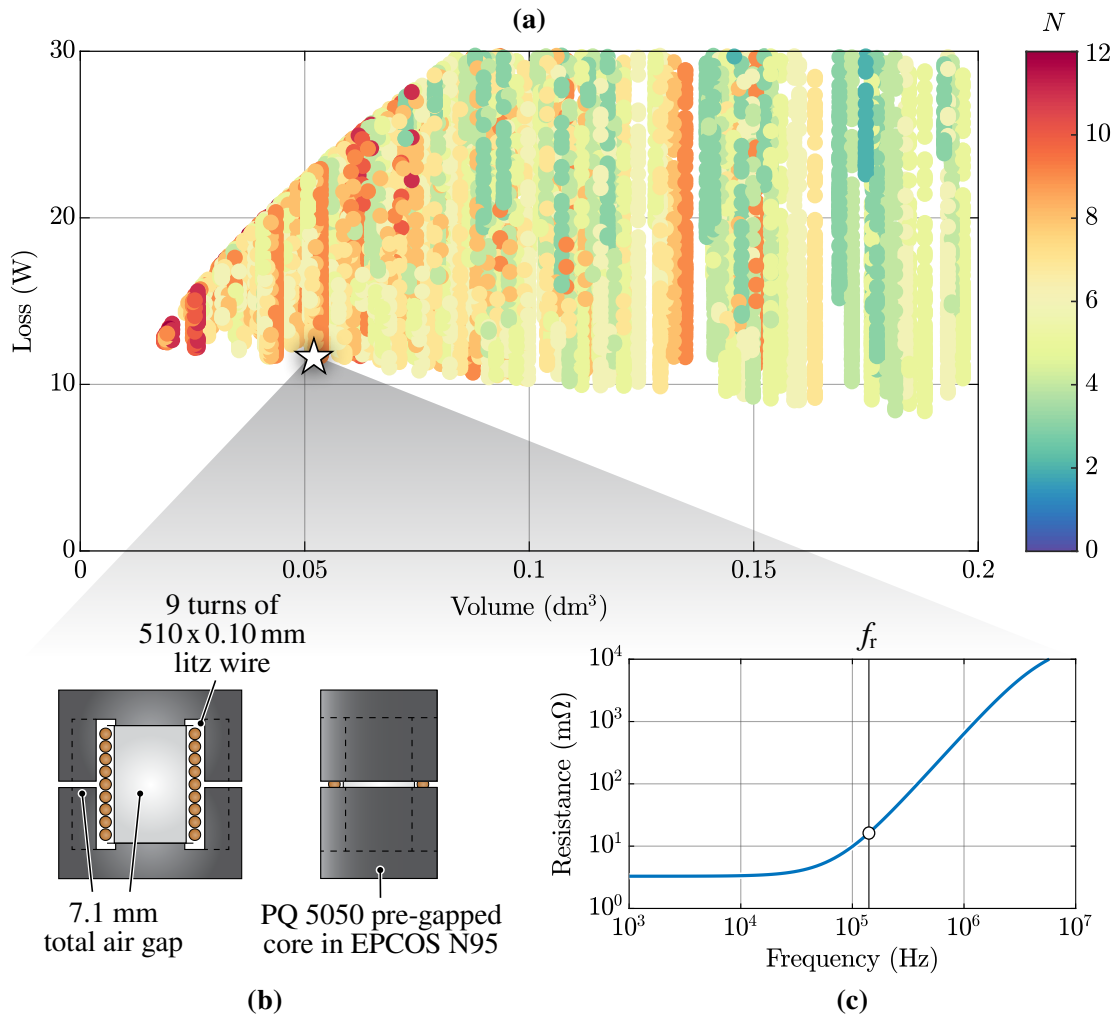 (a)
N
30
20
10
0
Loss (W)
0
0.05
0.1
0.15
0.2
Volume (dm³)
12
10
8
6
4
2
0
9 turns of
510 x 0.10 mm
litz wire
7.1 mm
total air gap
PQ 5050 pre-gapped
core in EPCOS N95
(b)
fᵣ
10⁴
10³
10²
10¹
10⁰
Resistance (mΩ)
10³
10⁴
10⁵
10⁶
10⁷
Frequency (Hz)
(c)